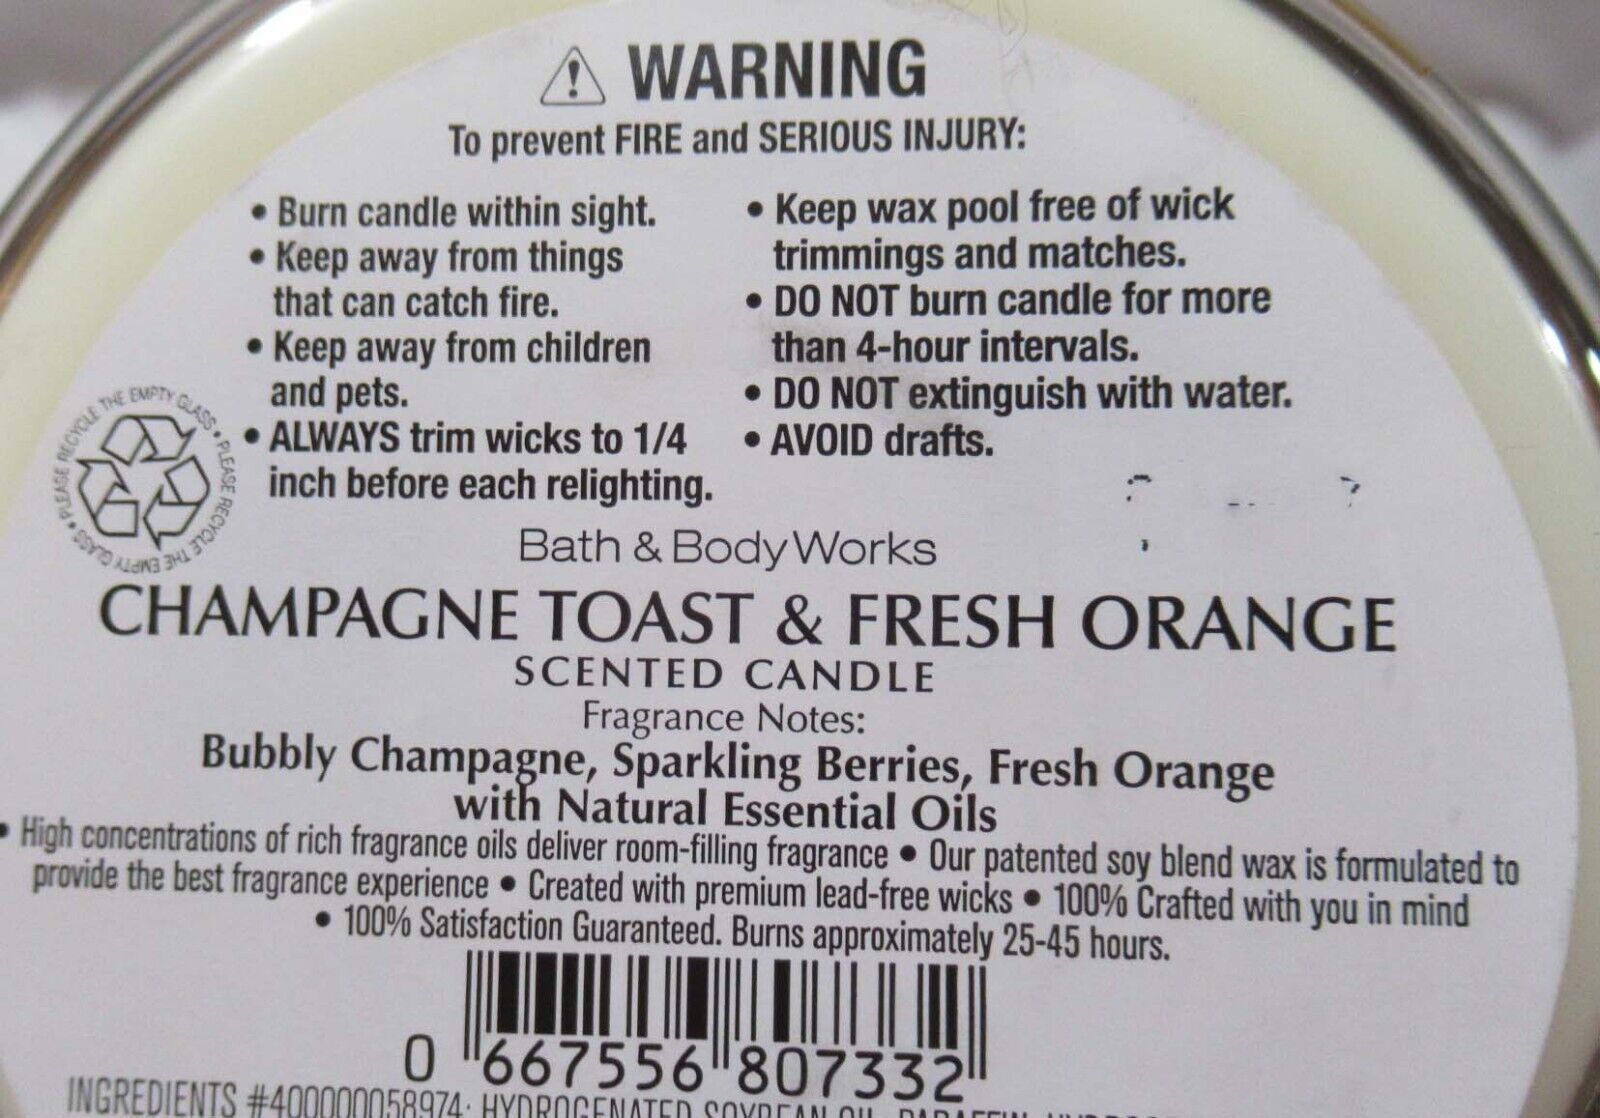 WARNING
To prevent FIRE and SERIOUS INJURY:
• Burn candle within sight.
• Keep away from things
that can catch fire.
• Keep away from children
and pets.
• ALWAYS trim wicks to 1/4
inch before each relighting.
• Keep wax pool free of wick
trimmings and matches.
• DO NOT burn candle for more
than 4-hour intervals.
• DO NOT extinguish with water.
• AVOID drafts.
PLEASE RECYCLE THE EMPTY GLASS • PLEASE RECYCLE THE EMPTY GLASS •
Bath & Body Works
CHAMPAGNE TOAST & FRESH ORANGE
SCENTED CANDLE
Fragrance Notes:
Bubbly Champagne, Sparkling Berries, Fresh Orange
with Natural Essential Oils
• High concentrations of rich fragrance oils deliver room-filling fragrance • Our patented soy blend wax is formulated to
provide the best fragrance experience • Created with premium lead-free wicks • 100% Crafted with you in mind
• 100% Satisfaction Guaranteed. Burns approximately 25-45 hours.
0 667556 807332
INGREDIENTS #400000058974: HYDROGENATED SOYBEAN OIL, PARAFFIN,